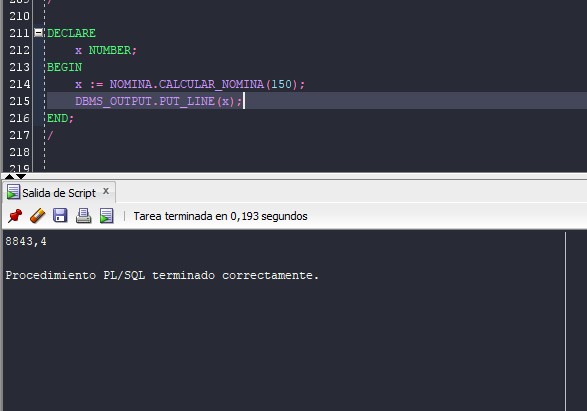 209 /
210
211 DECLARE
212 x NUMBER;
213 BEGIN
214 x := NOMINA.CALCULAR_NOMINA(150);
215 DBMS_OUTPUT.PUT_LINE(x);
216 END;
217 /
218
219
Salida de Script x
Tarea terminada en 0,193 segundos
8843,4
Procedimiento PL/SQL terminado correctamente.